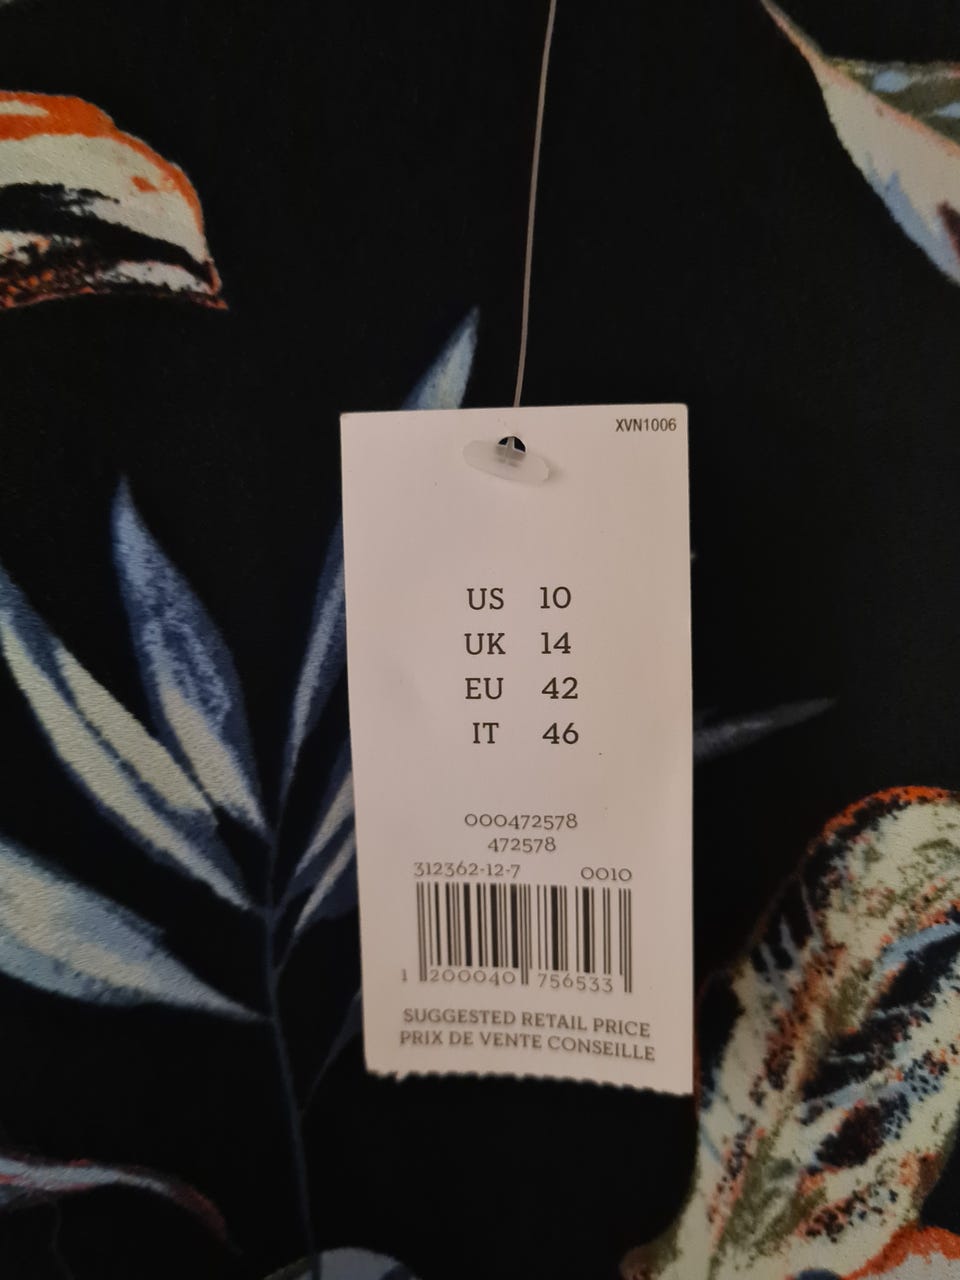 XVN1006
US 10
UK 14
EU 42
IT 46
000472578
472578
312362-12-7 0010
1 200040 756533
SUGGESTED RETAIL PRICE
PRIX DE VENTE CONSEILLE